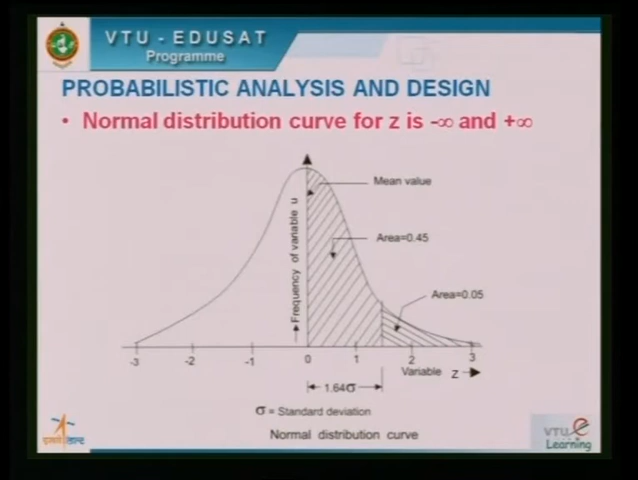 VTU - EDUSAT
Programme
PROBABILISTIC ANALYSIS AND DESIGN
• Normal distribution curve for z is -∞ and +∞
Mean value
Frequency of variable u
Area=0.45
Area=0.05
-3 -2 -1 0 1 2 3
Variable z
1.64σ
σ = Standard deviation
Normal distribution curve
VTU e
Learning